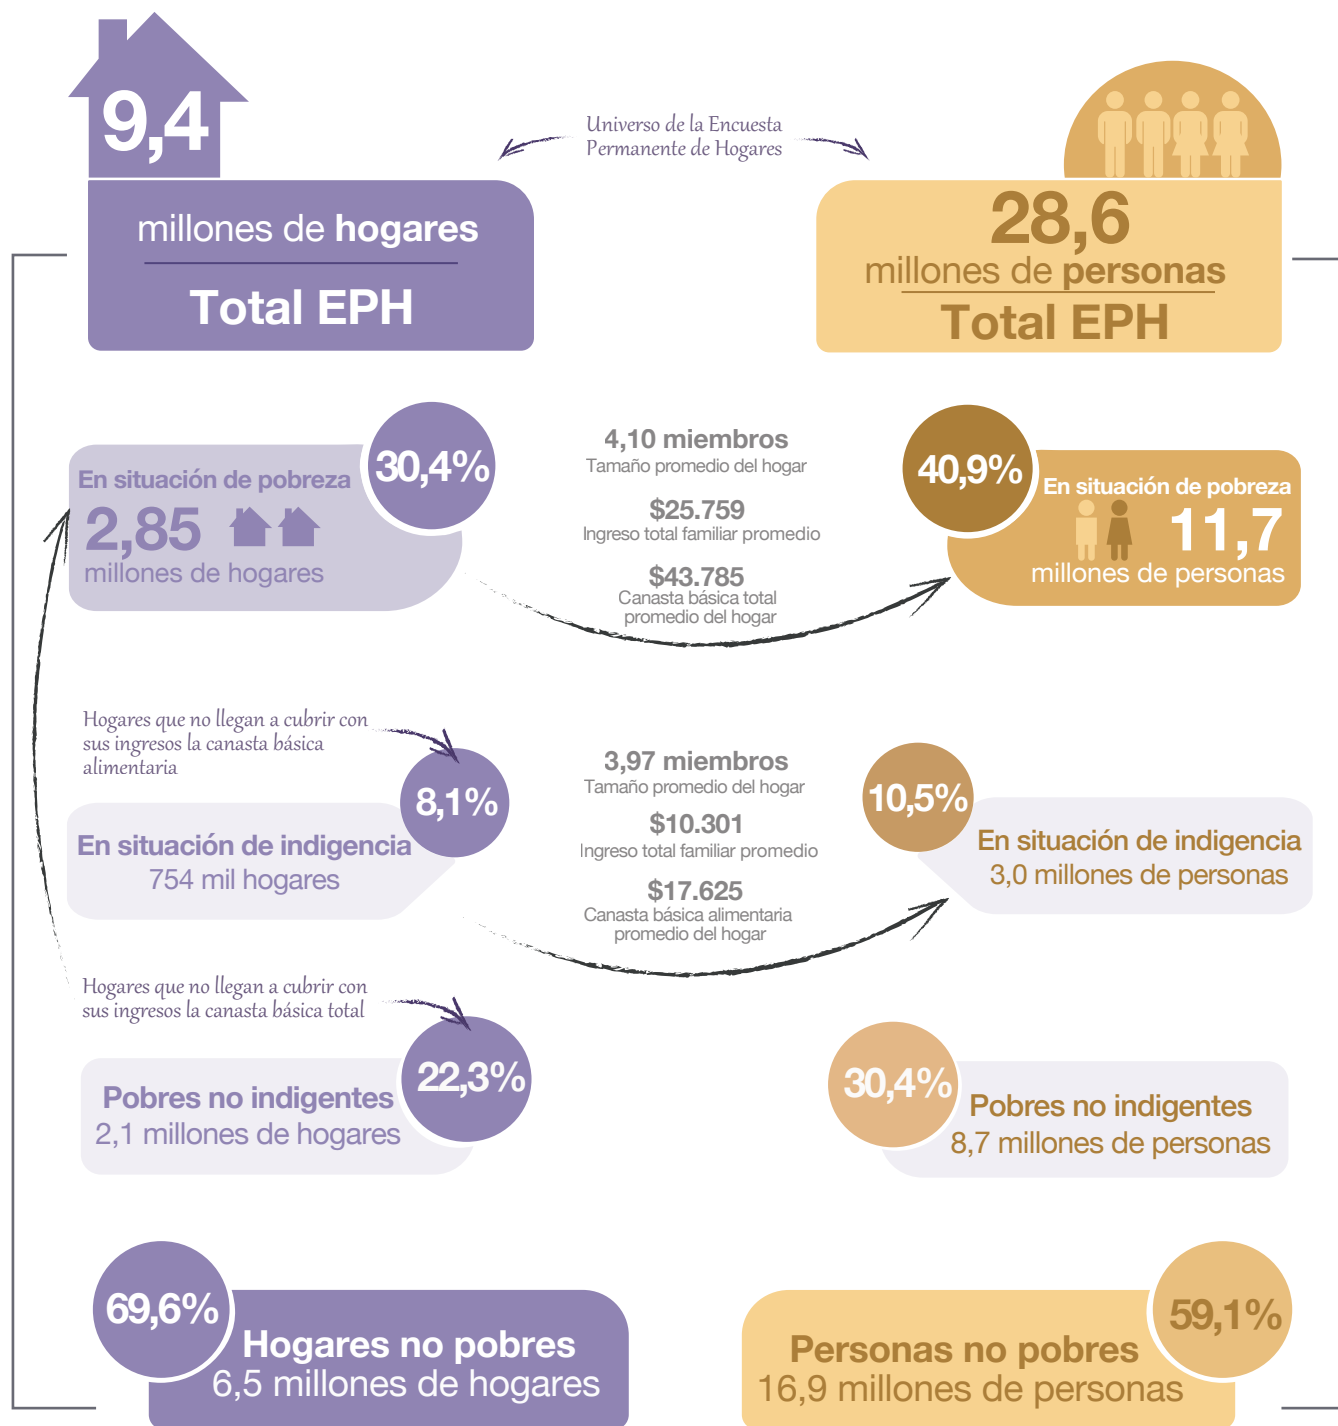 9,4
millones de hogares
Total EPH
Universo de la Encuesta
Permanente de Hogares
28,6
millones de personas
Total EPH
30,4%
En situación de pobreza
2,85
millones de hogares
4,10 miembros
Tamaño promedio del hogar
$25.759
Ingreso total familiar promedio
$43.785
Canasta básica total
promedio del hogar
40,9%
En situación de pobreza
11,7
millones de personas
Hogares que no llegan a cubrir con
sus ingresos la canasta básica
alimentaria
8,1%
En situación de indigencia
754 mil hogares
3,97 miembros
Tamaño promedio del hogar
$10.301
Ingreso total familiar promedio
$17.625
Canasta básica alimentaria
promedio del hogar
10,5%
En situación de indigencia
3,0 millones de personas
Hogares que no llegan a cubrir con
sus ingresos la canasta básica total
22,3%
Pobres no indigentes
2,1 millones de hogares
30,4%
Pobres no indigentes
8,7 millones de personas
69,6%
Hogares no pobres
6,5 millones de hogares
59,1%
Personas no pobres
16,9 millones de personas